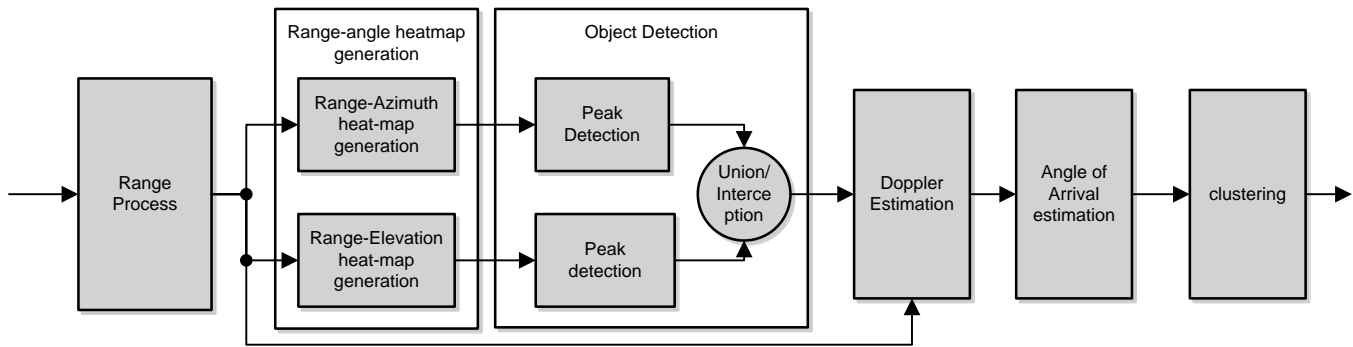 Range-angle heatmap
generation
Object Detection
Range
Process
Range-Azimuth
heat-map
generation
Peak
Detection
Range-Elevation
heat-map
generation
Peak
detection
Union/
Interce
ption
Doppler
Estimation
Angle of
Arrival
estimation
clustering